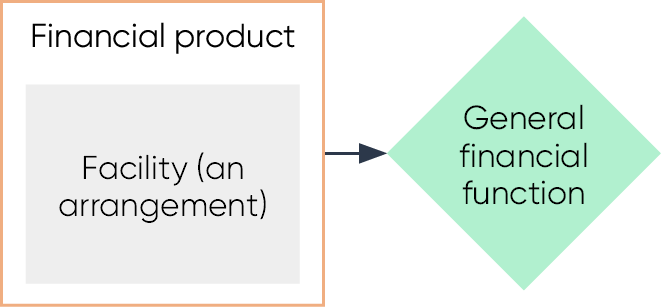 Financial product
Facility (an
arrangement)
General
financial
function